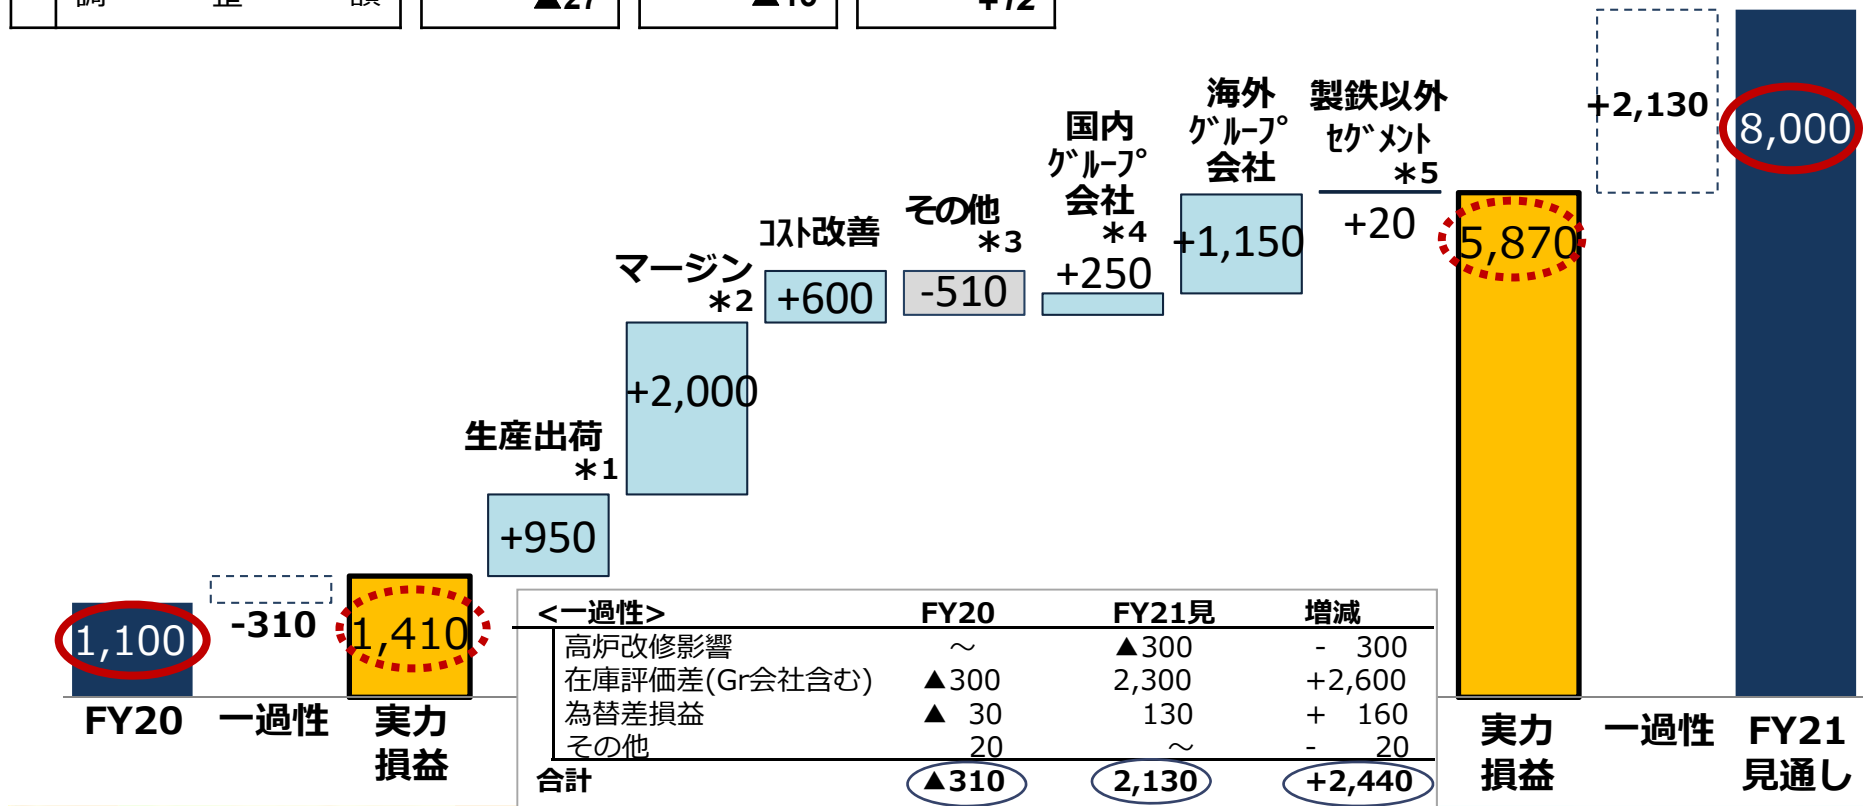 調整額 ▲27 ▲16 +12
海外
グループ
会社
製鉄以外
セグメント
*5
+2,130
8,000
国内
グループ
会社
*4
+250
+1,150
+20
5,870
その他
*3
-510
コスト改善
+600
マージン
*2
+2,000
生産出荷
*1
+950
1,100
-310
1,410
<一過性> FY20 FY21見 増減
高炉改修影響 ～ ▲300 - 300
在庫評価差(Gr会社含む) ▲300 2,300 +2,600
為替差損益 ▲ 30 130 + 160
その他 20 ～ - 20
合計 ▲310 2,130 +2,440
FY20
一過性
実力
損益
実力
損益
一過性
FY21
見通し